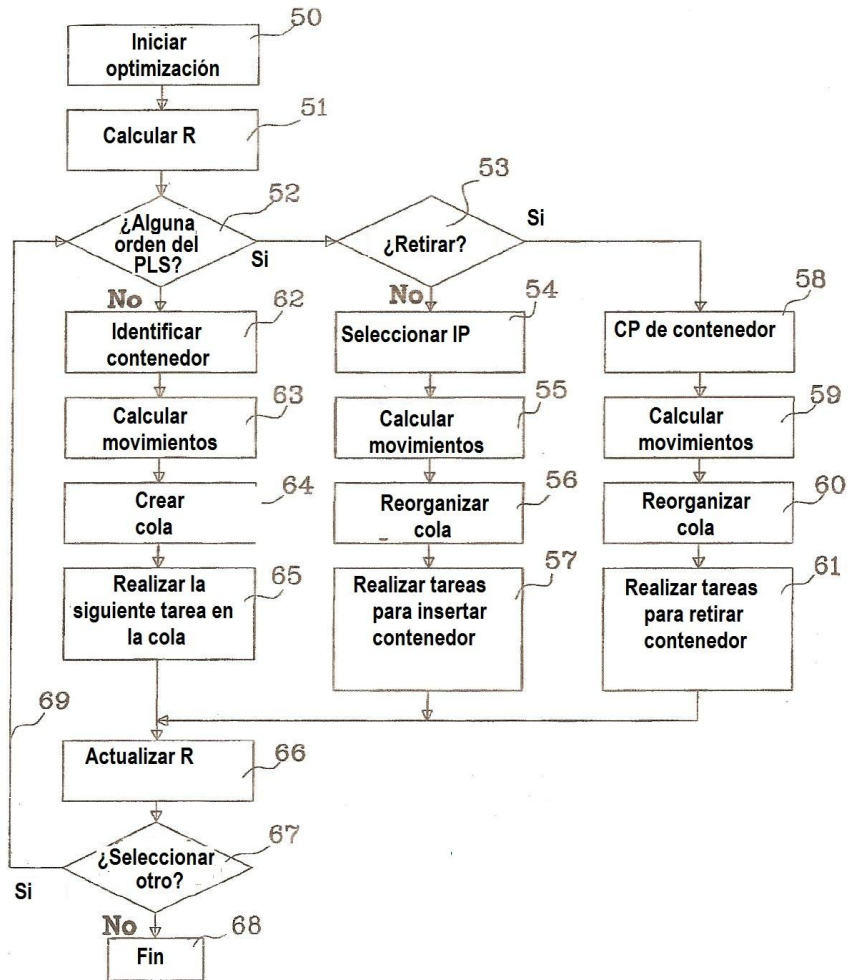 50
Iniciar
optimización
51
Calcular R
52
¿Alguna
orden del
PLS?
Si
No
53
¿Retirar?
Si
No
62
Identificar
contenedor
54
Seleccionar IP
58
CP de contenedor
63
Calcular
movimientos
55
Calcular
movimientos
59
Calcular
movimientos
64
Crear
cola
56
Reorganizar
cola
60
Reorganizar
cola
65
Realizar la
siguiente tarea en
la cola
57
Realizar tareas
para insertar
contenedor
61
Realizar tareas
para retirar
contenedor
69
Actualizar R
66
67
¿Seleccionar
otro?
Si
No
68
Fin